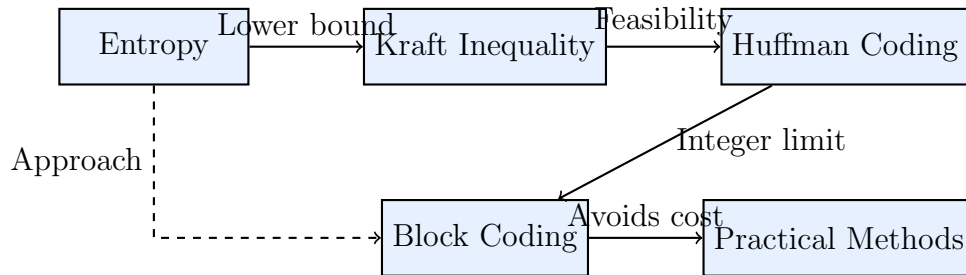 Entropy
Lower bound
Kraft Inequality
Feasibility
Huffman Coding
Approach
Integer limit
Block Coding
Avoids cost
Practical Methods